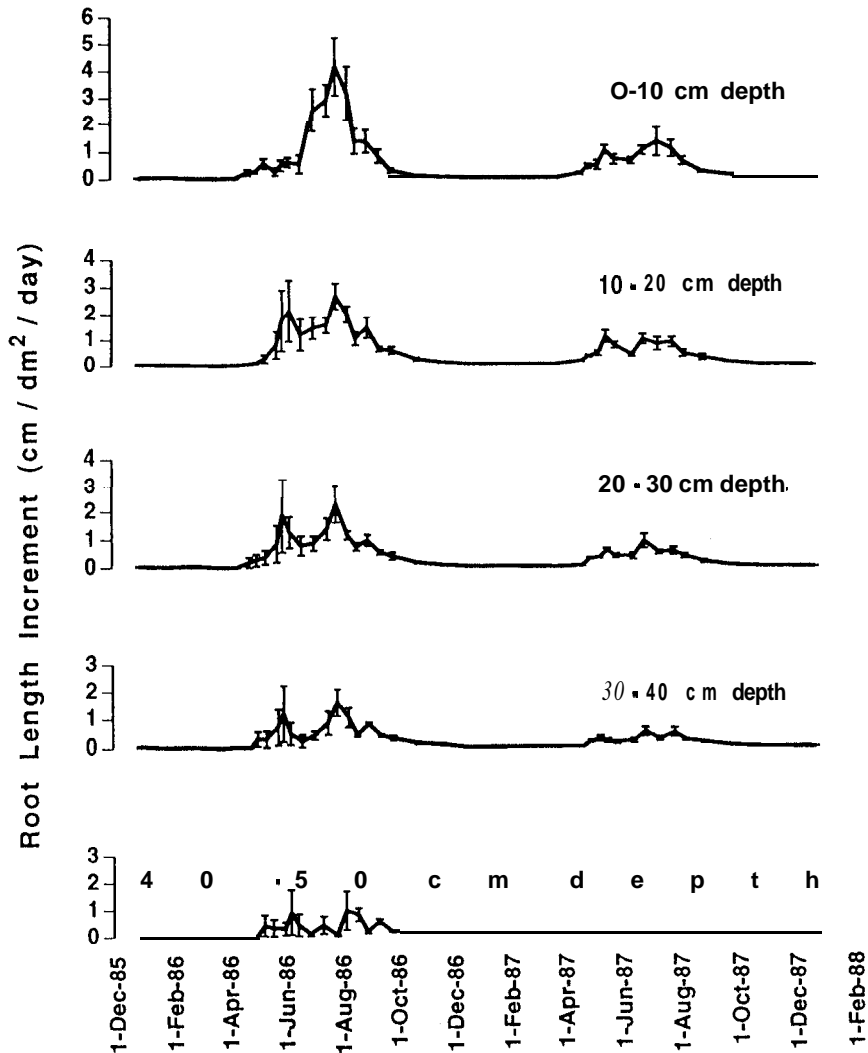 Root Length Increment (cm / dm² / day)
6
5
4
3
2
1
0
O-10 cm depth
4
3
2
1
0
10 - 20 cm depth
4
3
2
1
0
20 - 30 cm depth.
3
2
1
0
30 - 40 cm depth
3
2
1
0
4 0 - 5 0 c m d e p t h
1-Dec-85
1-Feb-86
1-Apr-86
1-Jun-86
1-Aug-86
1-Oct-86
1-Dec-86
1-Feb-87
1-Apr-87
1-Jun-87
1-Aug-87
1-Oct-87
1-Dec-87
1-Feb-88